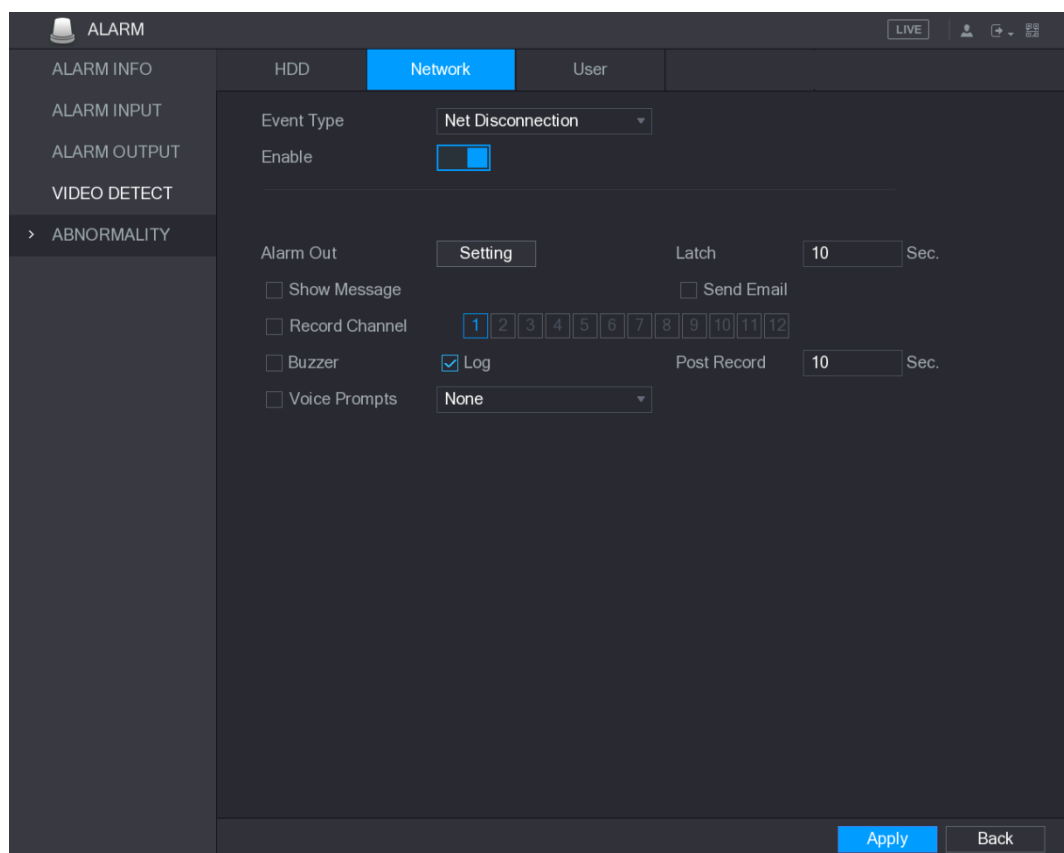 ALARM LIVE
ALARM INFO
ALARM INPUT
ALARM OUTPUT
VIDEO DETECT
> ABNORMALITY
HDD Network User
Event Type Net Disconnection
Enable
Alarm Out Setting Latch 10 Sec.
Show Message Send Email
Record Channel 1 2 3 4 5 6 7 8 9 10 11 12
Buzzer Log Post Record 10 Sec.
Voice Prompts None
Apply Back